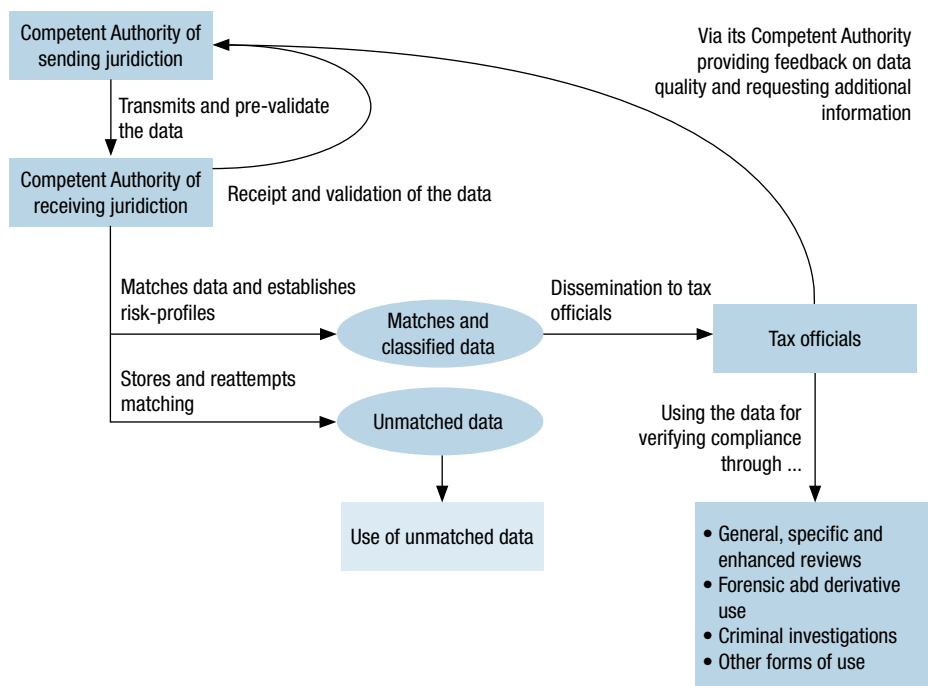 Competent Authority of
sending juridiction
Via its Competent Authority
providing feedback on data
quality and requesting additional
information
Transmits and pre-validate
the data
Competent Authority of
receiving juridiction
Receipt and validation of the data
Matches data and establishes
risk-profiles
Matches and
classified data
Dissemination to tax
officials
Tax officials
Stores and reattempts
matching
Unmatched data
Using the data for
verifying compliance
through ...
Use of unmatched data
• General, specific and
enhanced reviews
• Forensic abd derivative
use
• Criminal investigations
• Other forms of use